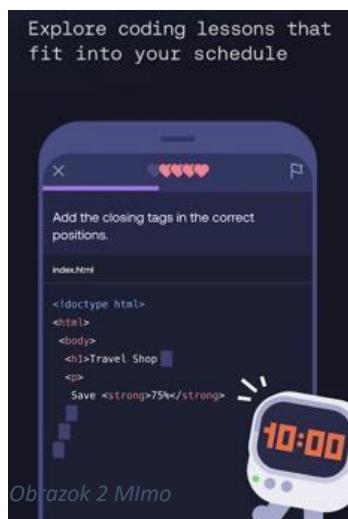 Explore coding lessons that
fit into your schedule
Add the closing tags in the correct
positions.
index.html
<!doctype html>
<html>
<body>
<h1>Travel Shop
<p>
Save <strong>75%</strong>
10:00
Obrazok 2 MImo